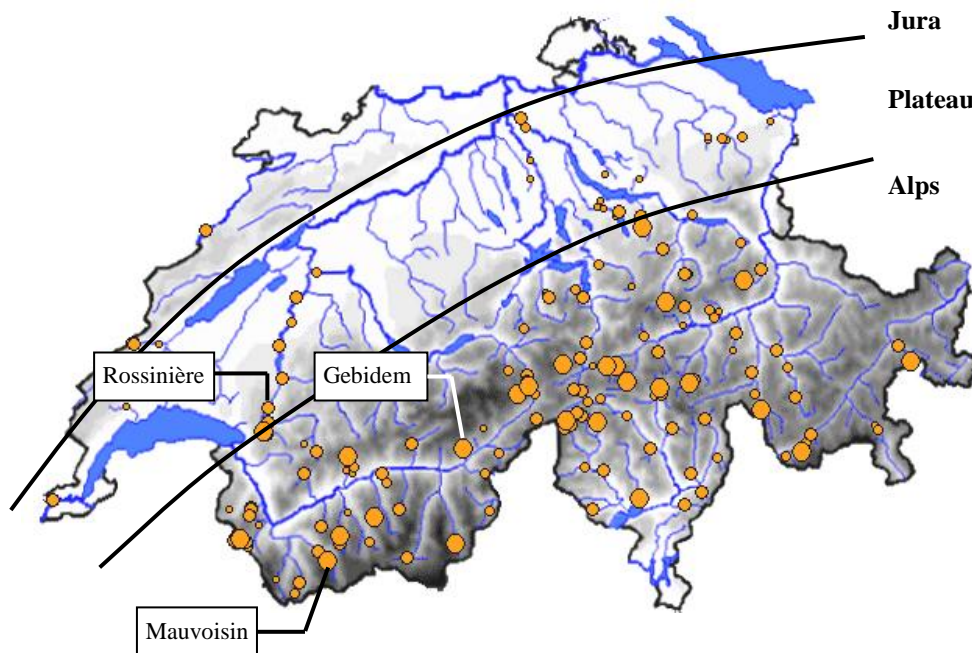 Jura
Plateau
Alps
Rossinière
Gebidem
Mauvoisin